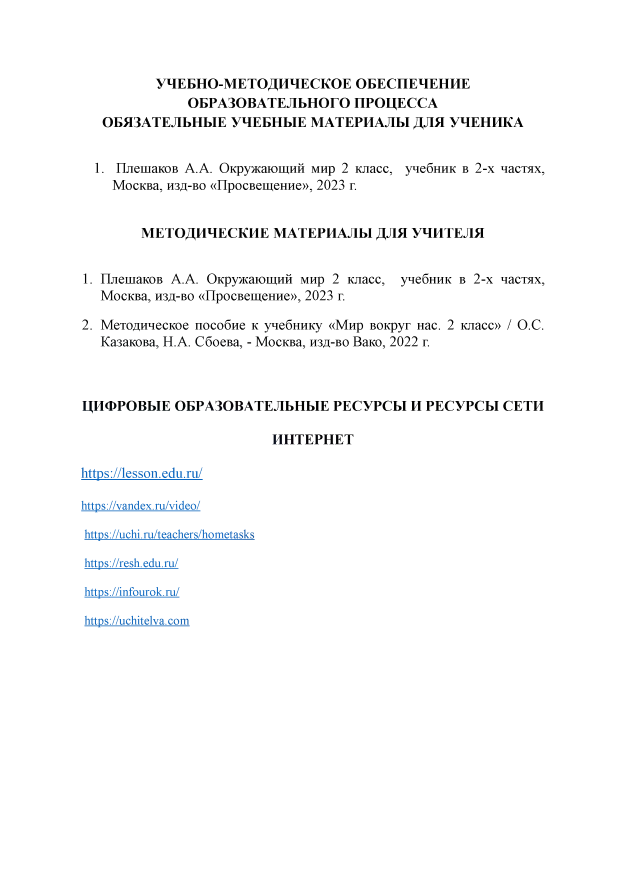 УЧЕБНО-МЕТОДИЧЕСКОЕ ОБЕСПЕЧЕНИЕ
ОБРАЗОВАТЕЛЬНОГО ПРОЦЕССА
ОБЯЗАТЕЛЬНЫЕ УЧЕБНЫЕ МАТЕРИАЛЫ ДЛЯ УЧЕНИКА
1. Плешаков А.А. Окружающий мир 2 класс, учебник в 2-х частях,
Москва, изд-во «Просвещение», 2023 г.
МЕТОДИЧЕСКИЕ МАТЕРИАЛЫ ДЛЯ УЧИТЕЛЯ
1. Плешаков А.А. Окружающий мир 2 класс, учебник в 2-х частях,
Москва, изд-во «Просвещение», 2023 г.
2. Методическое пособие к учебнику «Мир вокруг нас. 2 класс» / О.С.
Казакова, Н.А. Сбоева, - Москва, изд-во Вако, 2022 г.
ЦИФРОВЫЕ ОБРАЗОВАТЕЛЬНЫЕ РЕСУРСЫ И РЕСУРСЫ СЕТИ
ИНТЕРНЕТ
https://lesson.edu.ru/
https://vandex.ru/video/
https://uchi.ru/teachers/hometasks
https://resh.edu.ru/
https://infourok.ru/
https://uchitelva.com